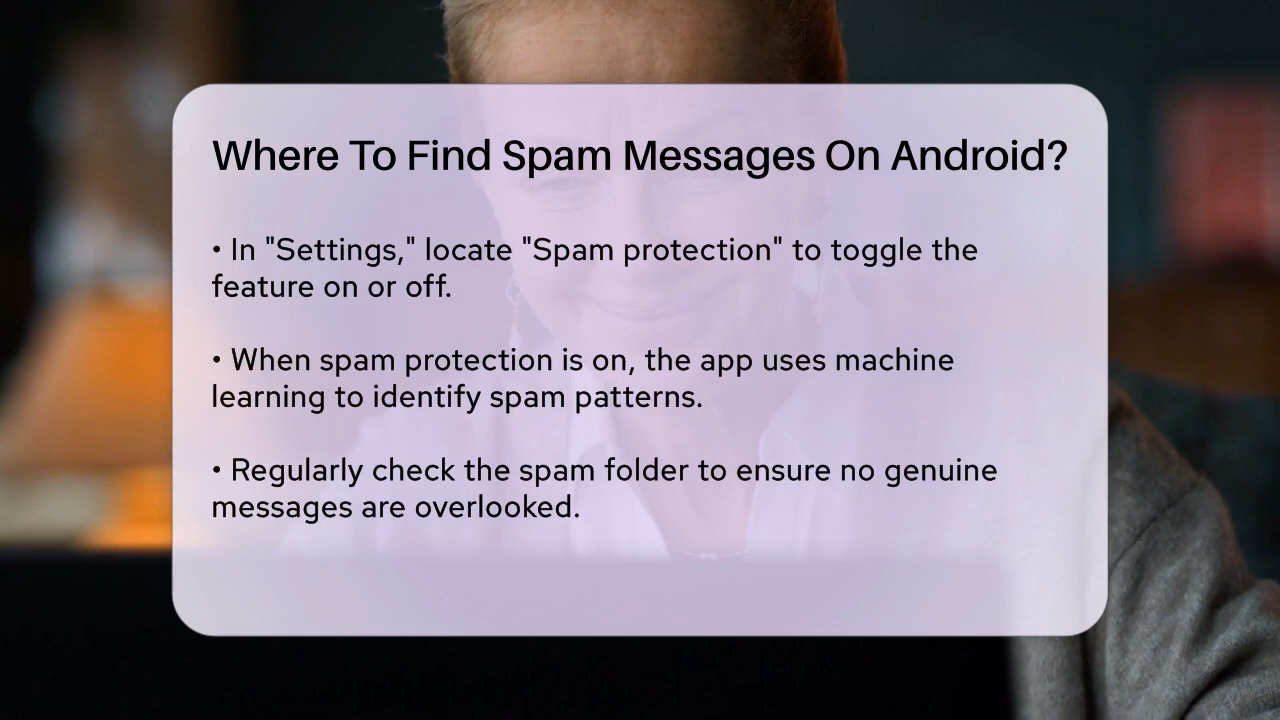 Where To Find Spam Messages On Android?
• In "Settings," locate "Spam protection" to toggle the
feature on or off.
• When spam protection is on, the app uses machine
learning to identify spam patterns.
• Regularly check the spam folder to ensure no genuine
messages are overlooked.